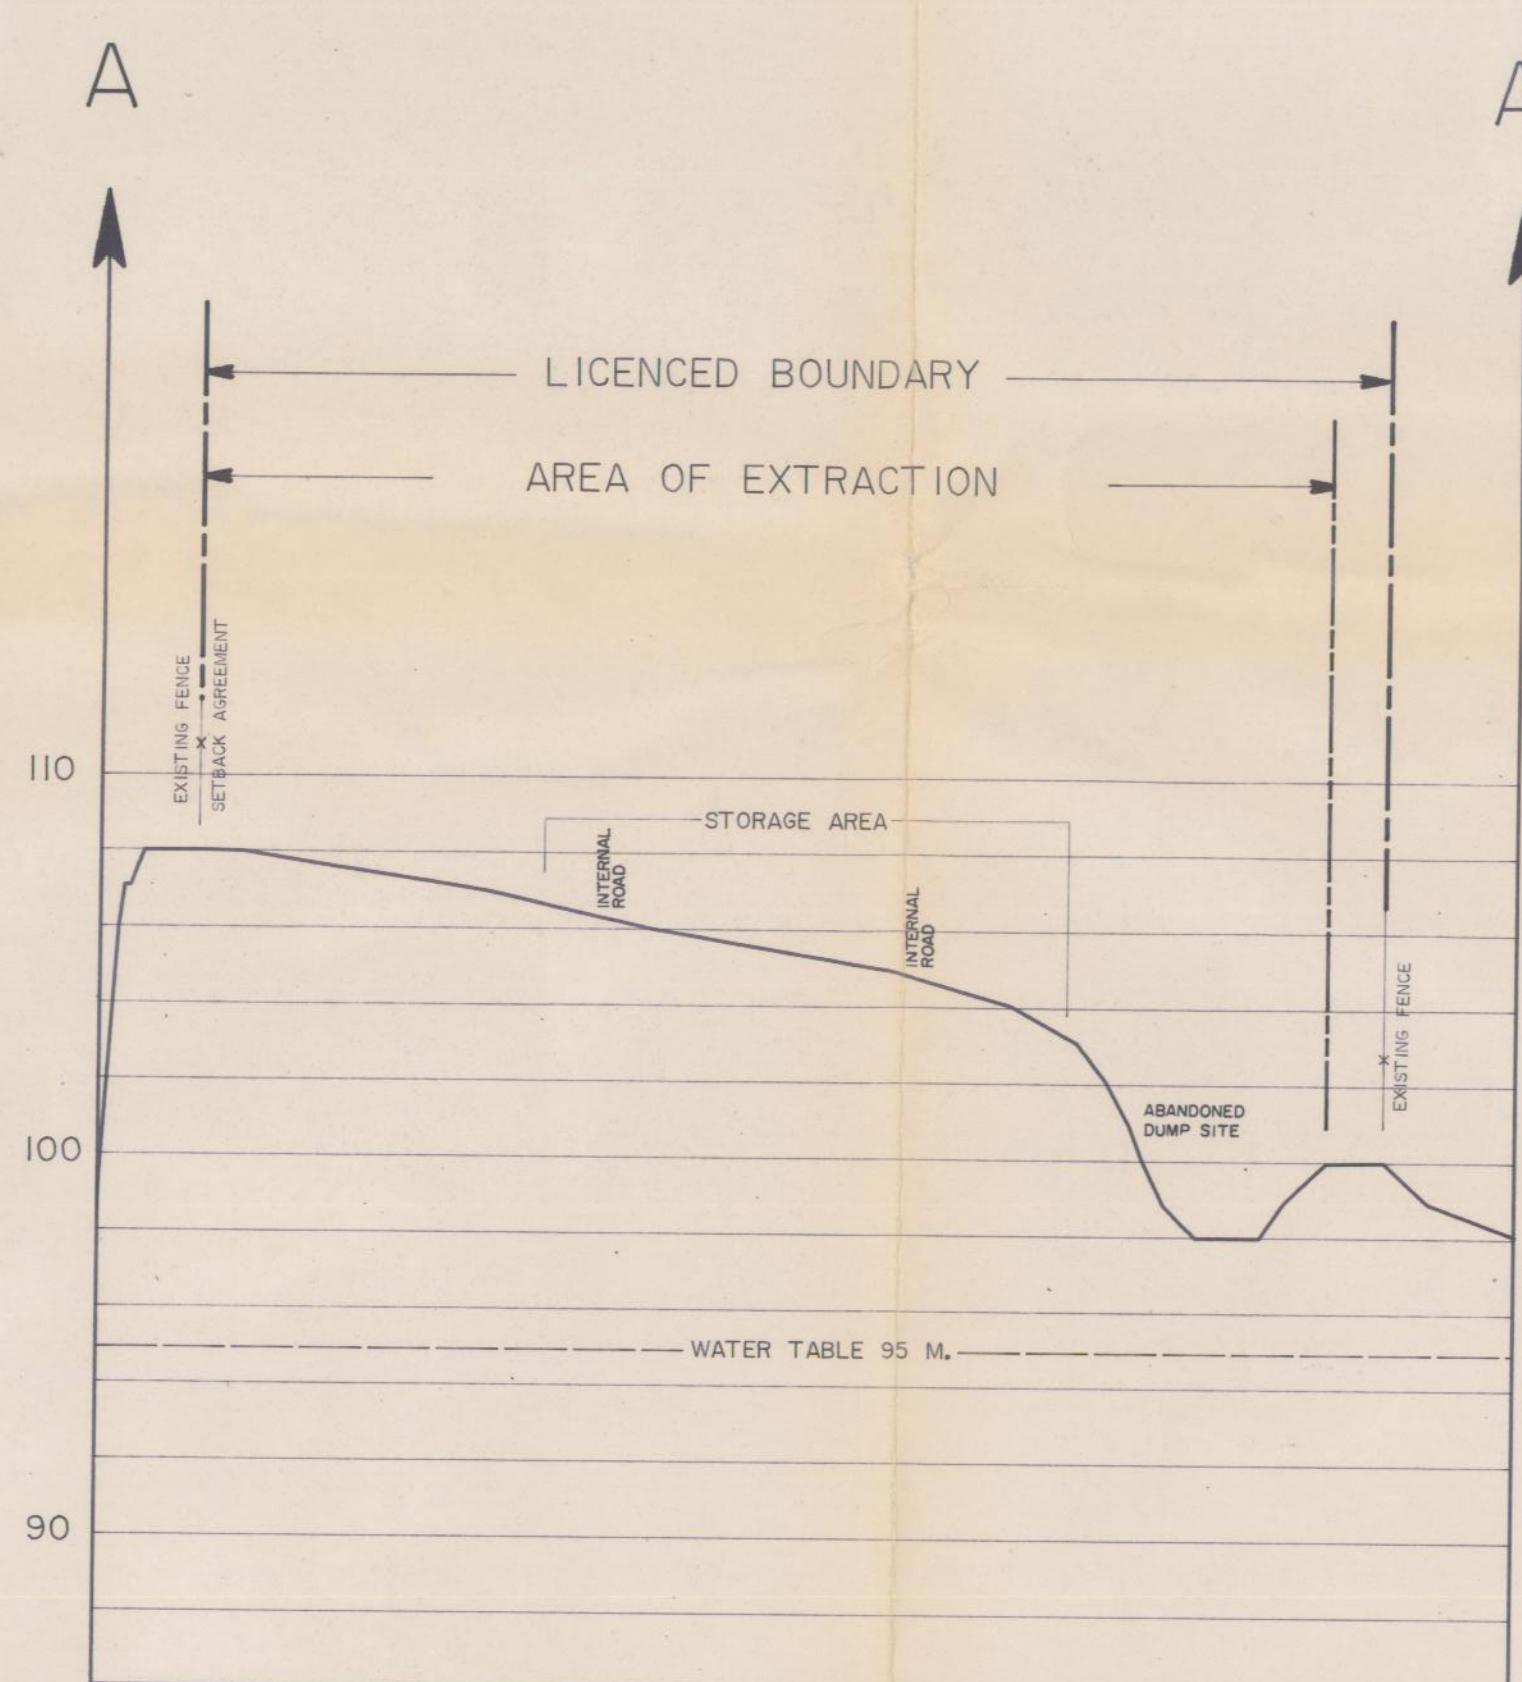 A
A
LICENCED BOUNDARY
AREA OF EXTRACTION
EXISTING FENCE
SETBACK AGREEMENT
110
STORAGE AREA
INTERNAL
ROAD
INTERNAL
ROAD
EXISTING FENCE
ABANDONED
DUMP SITE
100
WATER TABLE 95 M.
90